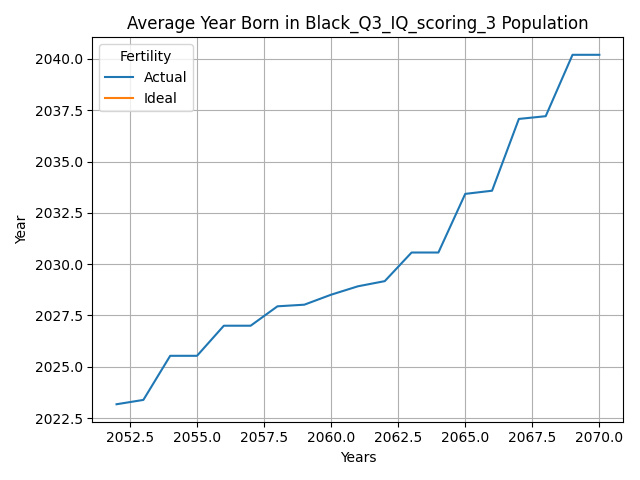 Average Year Born in Black_Q3_IQ_scoring_3 Population
Fertility
Actual
Ideal
2040.0
2037.5
2035.0
2032.5
2030.0
2027.5
2025.0
2022.5
Year
2052.5 2055.0 2057.5 2060.0 2062.5 2065.0 2067.5 2070.0
Years